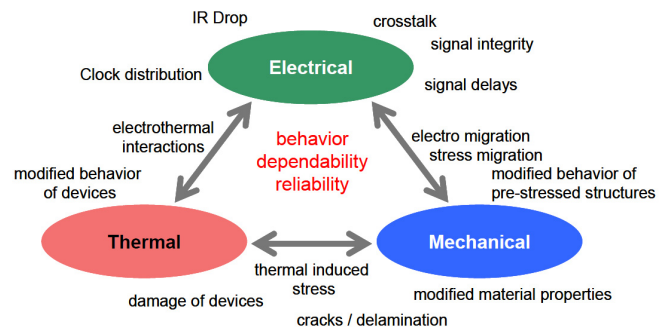 IR Drop
crosstalk
signal integrity
Electrical
Clock distribution
signal delays
electrothermal
interactions
behavior
dependability
reliability
electro migration
stress migration
modified behavior
of devices
modified behavior of
pre-stressed structures
Thermal
Mechanical
thermal induced
stress
damage of devices
modified material properties
cracks / delamination